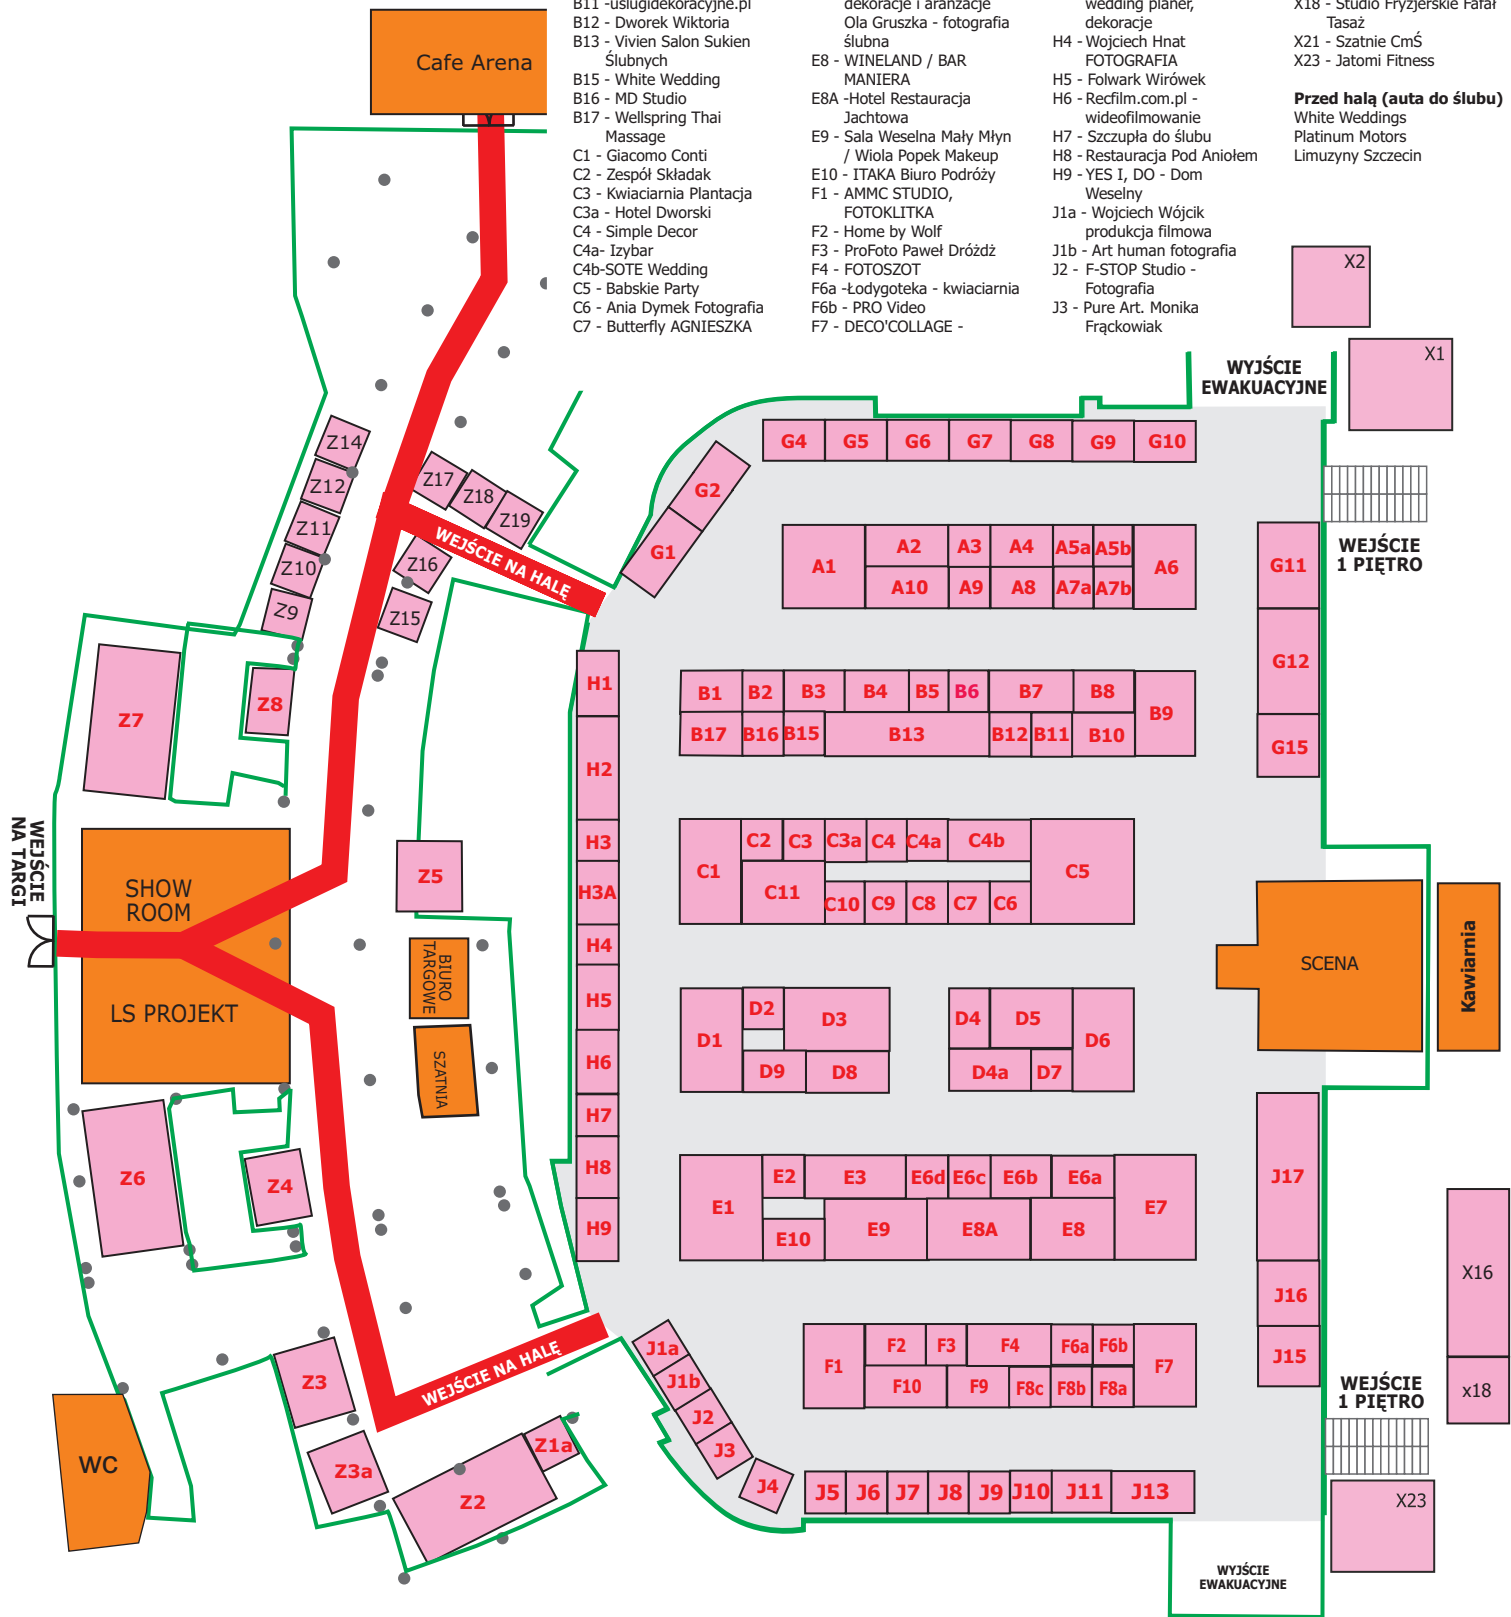 B11 -uslugidekoracyjne.pl
B12 - Dworek Wiktoria
B13 - Vivien Salon Sukien
Ślubnych
B15 - White Wedding
B16 - MD Studio
B17 - Wellspring Thai
Massage
C1 - Giacomo Conti
C2 - Zespół Składak
C3 - Kwiaciarnia Plantacja
C3a - Hotel Dworski
C4 - Simple Decor
C4a- Izybar
C4b-SOTE Wedding
C5 - Babskie Party
C6 - Ania Dymek Fotografia
C7 - Butterfly AGNIESZKA
dekoracje i aranżacje
Ola Gruszka - fotografia
ślubna
E8 - WINELAND / BAR
MANIERA
E8A -Hotel Restauracja
Jachtowa
E9 - Sala Weselna Mały Młyn
/ Wiola Popek Makeup
E10 - ITAKA Biuro Podróży
F1 - AMMC STUDIO,
FOTOKLITKA
F2 - Home by Wolf
F3 - ProFoto Paweł Dróżdż
F4 - FOTOSZOT
F6a -Łodygoteka - kwiaciarnia
F6b - PRO Video
F7 - DECO'COLLAGE -
wedding planer,
dekoracje
H4 - Wojciech Hnat
FOTOGRAFIA
H5 - Folwark Wirówek
H6 - Recfilm.com.pl -
wideofilmowanie
H7 - Szczupła do ślubu
H8 - Restauracja Pod Aniołem
H9 - YES I, DO - Dom
Weselny
J1a - Wojciech Wójcik
produkcja filmowa
J1b - Art human fotografia
J2 - F-STOP Studio -
Fotografia
J3 - Pure Art. Monika
Frąckowiak
X18 - Studio Fryzjerskie Fafał
Tasaż
X21 - Szatnie CmŚ
X23 - Jatomi Fitness
Przed halą (auta do ślubu)
White Weddings
Platinum Motors
Limuzyny Szczecin
Cafe Arena
X2
X1
WYJŚCIE
EWAKUACYJNE
Z14
Z12
Z11
Z10
Z9
Z17
Z18
Z19
Z16
Z15
WEJŚCIE NA HALĘ
G1
G2
G4
G5
G6
G7
G8
G9
G10
WEJŚCIE
1 PIĘTRO
G11
G12
G15
A1
A2
A3
A4
A5a
A5b
A6
A10
A9
A8
A7a
A7b
Z7
Z8
H1
H2
H3
H3A
H4
H5
H6
H7
H8
H9
B1
B2
B3
B4
B5
B6
B7
B8
B9
B17
B16
B15
B13
B12
B11
B10
WEJŚCIE
NA TARGI
SHOW
ROOM
LS PROJEKT
Z5
BIURO
TARGOWE
SZATNIA
C1
C2
C3
C3a
C4
C4a
C4b
C5
C11
C10
C9
C8
C7
C6
SCENA
Kawiarnia
D1
D2
D3
D4
D5
D6
D9
D8
D4a
D7
Z6
Z4
E1
E2
E3
E6d
E6c
E6b
E6a
E7
E10
E9
E8A
E8
J17
J16
J15
X16
x18
WEJŚCIE NA HALĘ
Z3
Z3a
Z2
Z1a
WC
J1a
J1b
J2
J3
J4
F1
F2
F3
F4
F6a
F6b
F7
F10
F9
F8c
F8b
F8a
WEJŚCIE
1 PIĘTRO
J5
J6
J7
J8
J9
J10
J11
J13
X23
WYJŚCIE
EWAKUACYJNE